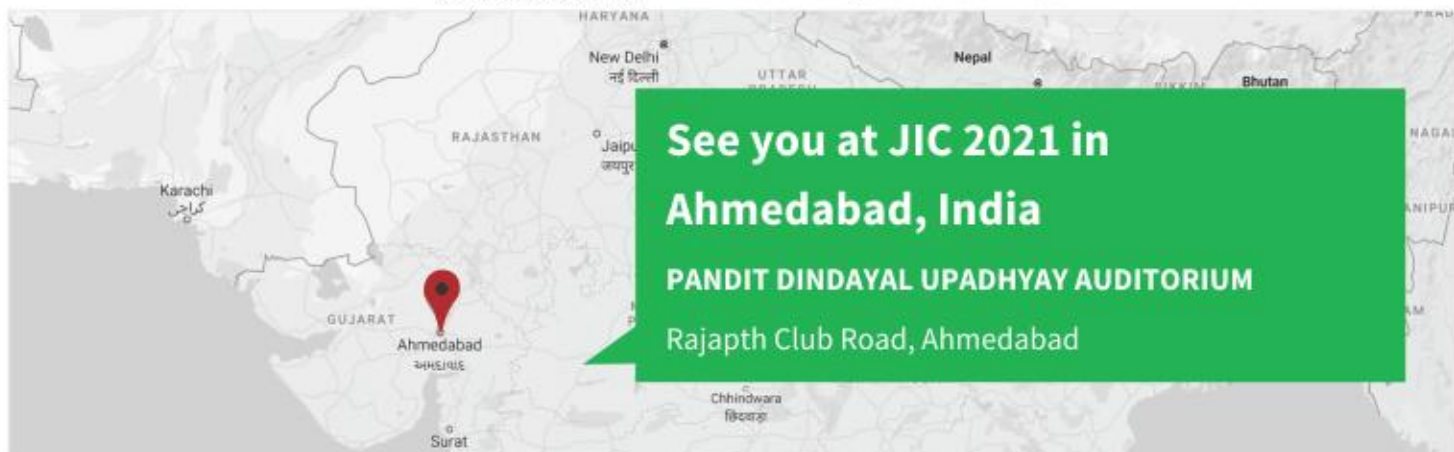 HARYANA
New Delhi
नई दिल्ली
Nepal
UTTAR
Bhutan
RAJASTHAN
Karachi
کراچی
See you at JIC 2021 in
Ahmedabad, India
PANDIT DINDAYAL UPADHYAY AUDITORIUM
Rajapth Club Road, Ahmedabad
GUJARAT
Ahmedabad
અમદાવાદ
Chhindwara
छिंदवाड़ा
Surat